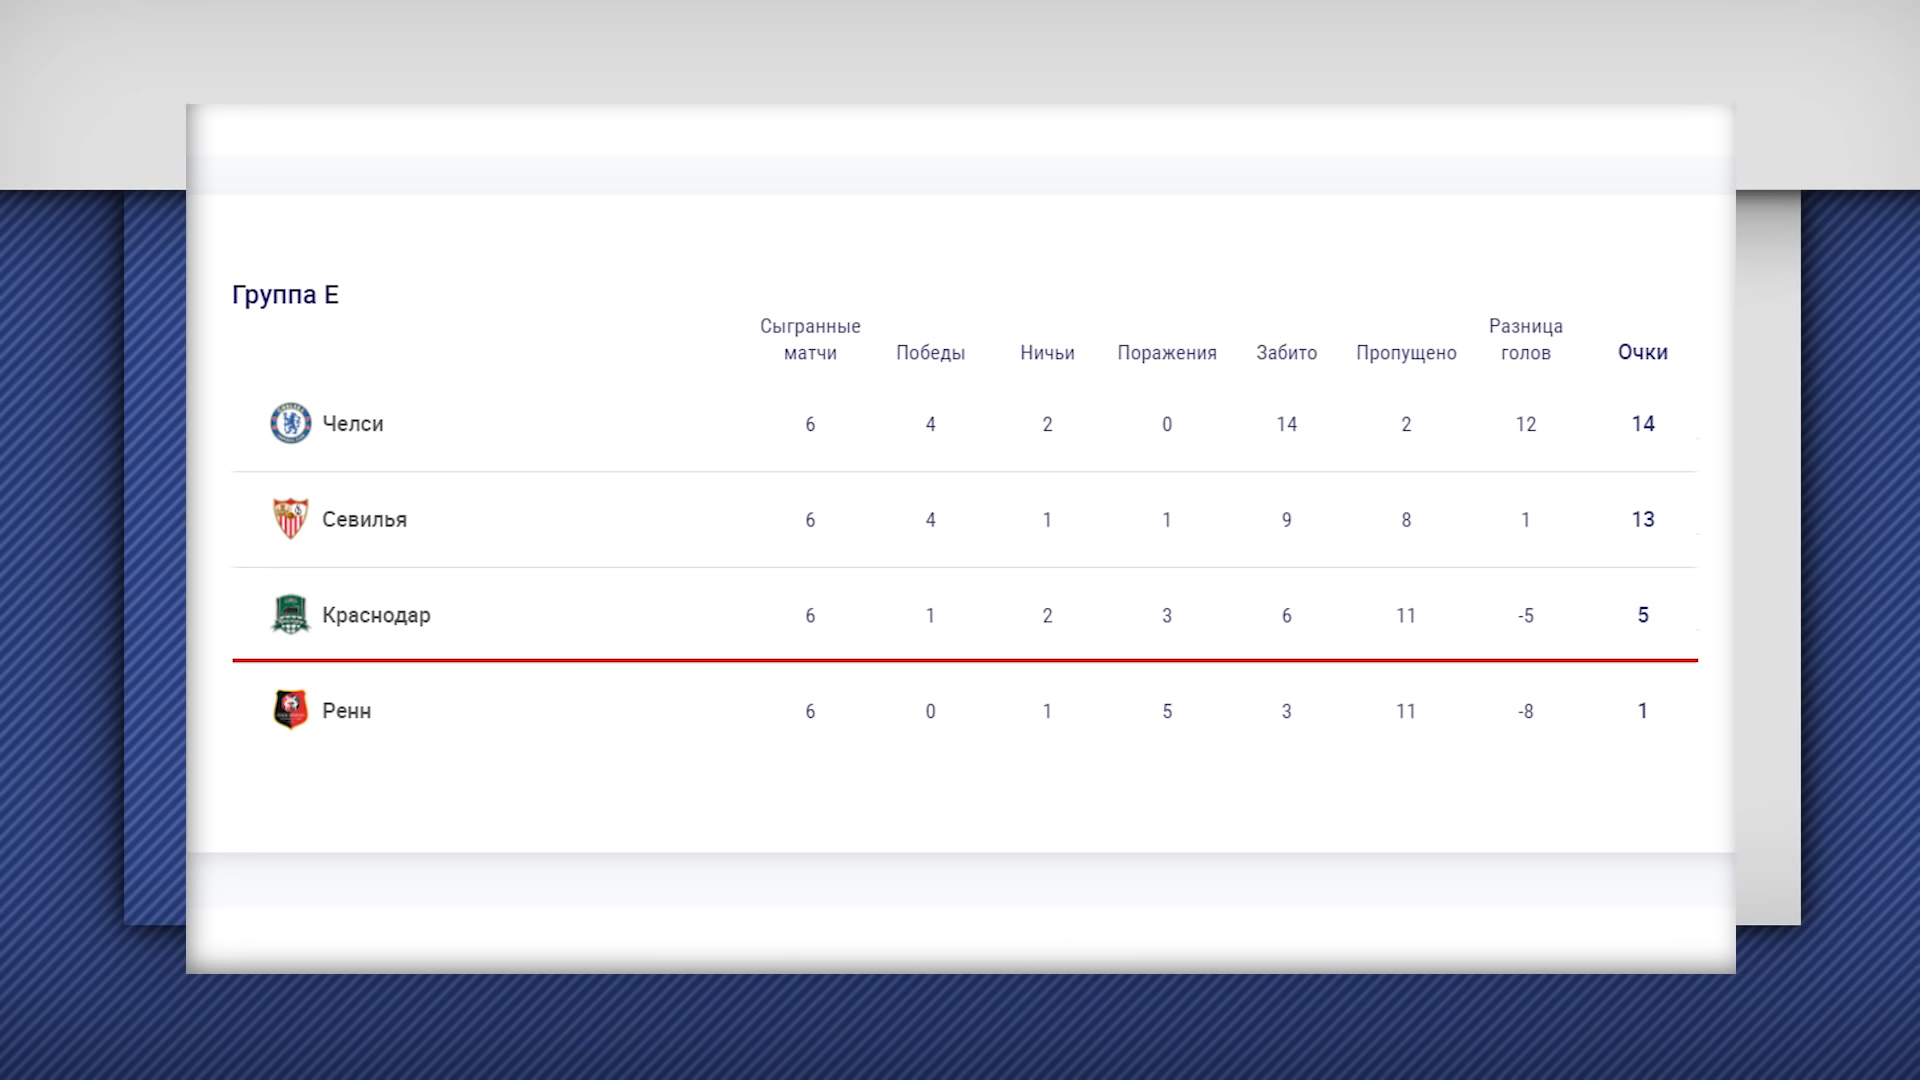 Группа E
Сыгранные матчи Победы Ничьи Поражения Забито Пропущено Разница голов Очки
Челси 6 4 2 0 14 2 12 14
Севилья 6 4 1 1 9 8 1 13
Краснодар 6 1 2 3 6 11 -5 5
Ренн 6 0 1 5 3 11 -8 1